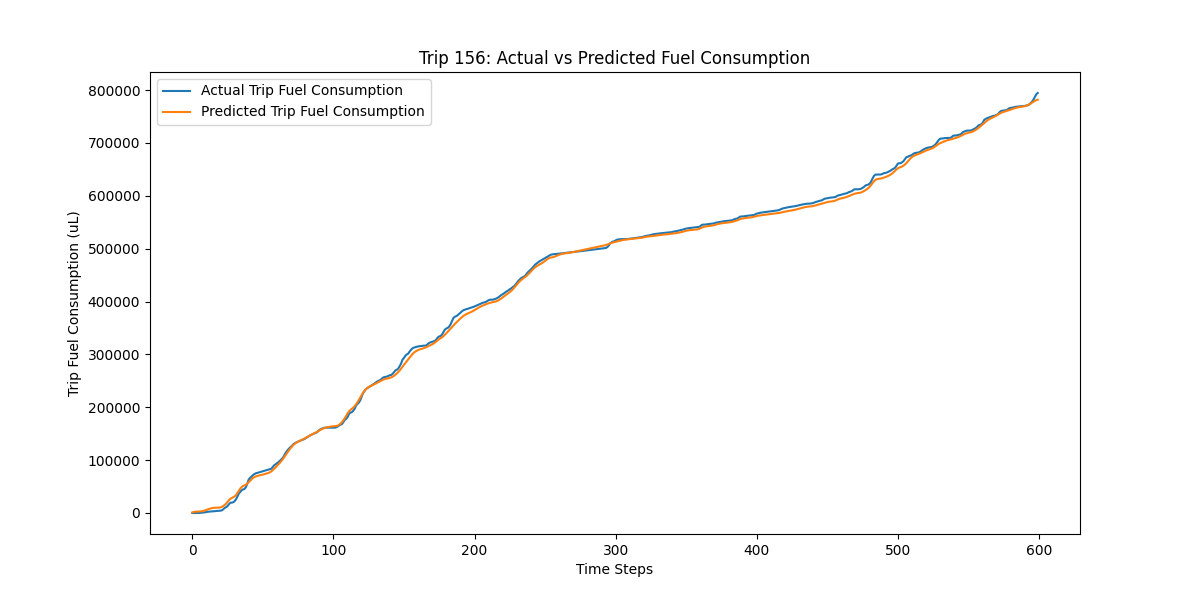 Trip 156: Actual vs Predicted Fuel Consumption
Actual Trip Fuel Consumption
Predicted Trip Fuel Consumption
Trip Fuel Consumption (uL)
800000
700000
600000
500000
400000
300000
200000
100000
0
0 100 200 300 400 500 600
Time Steps